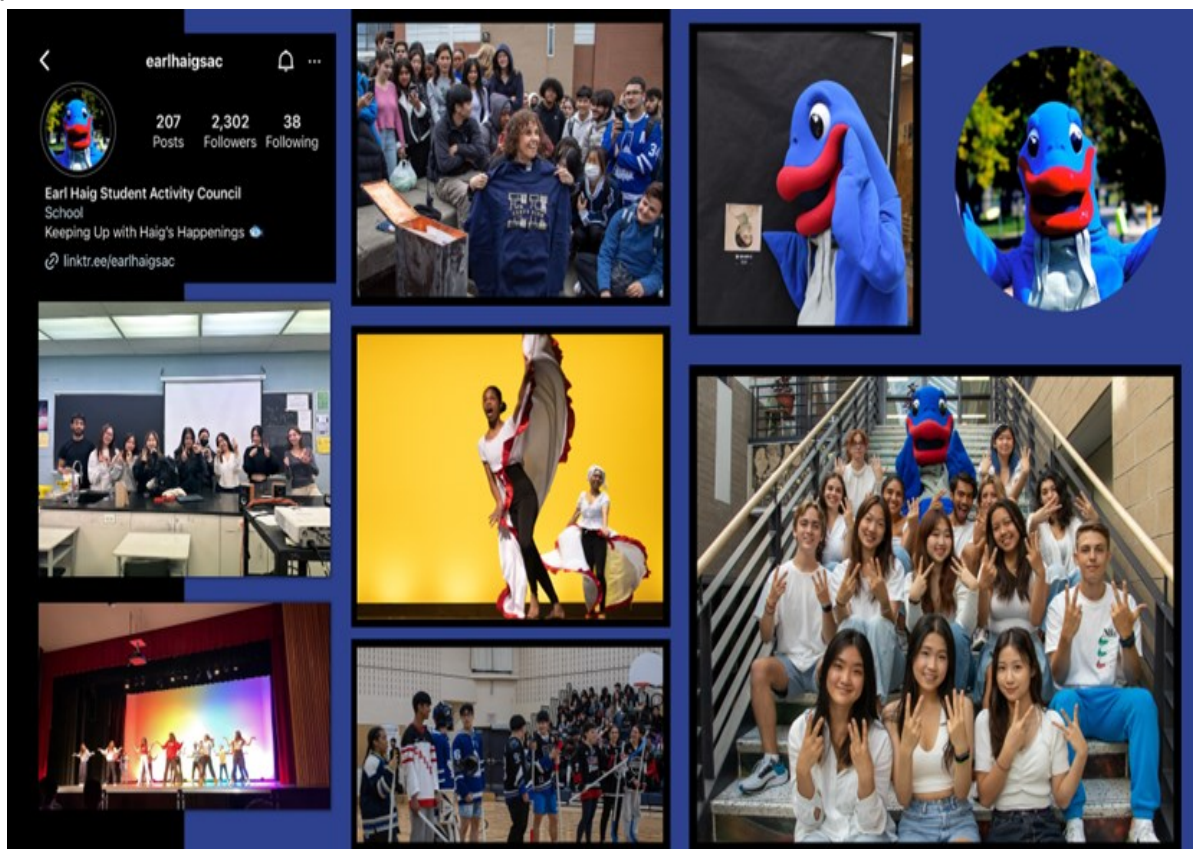 earlhaigsac
207 2,302 38
Posts Followers Following
Earl Haig Student Activity Council
School
Keeping Up with Haig's Happenings 🐟
linktr.ee/earlhaigsac